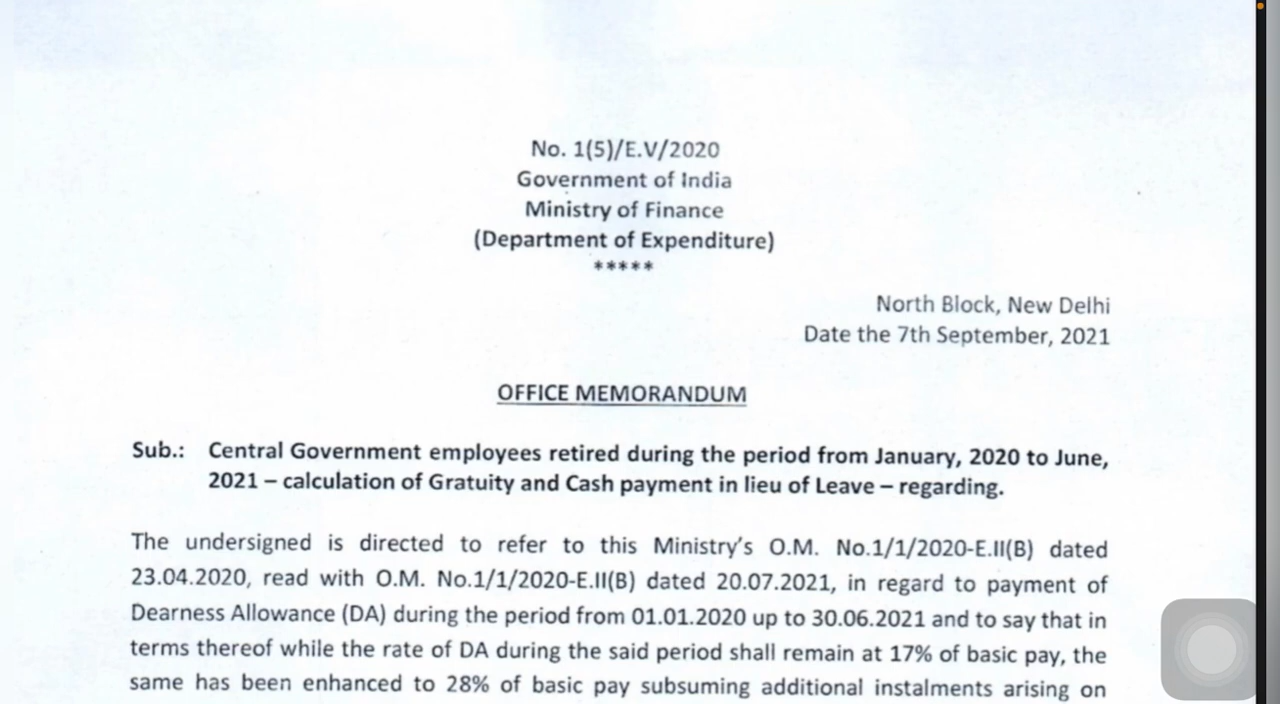 No. 1(5)/E.V/2020
Government of India
Ministry of Finance
(Department of Expenditure)
*****
North Block, New Delhi
Date the 7th September, 2021
OFFICE MEMORANDUM
Sub.: Central Government employees retired during the period from January, 2020 to June,
2021 – calculation of Gratuity and Cash payment in lieu of Leave – regarding.
The undersigned is directed to refer to this Ministry's O.M. No.1/1/2020-E.II(B) dated
23.04.2020, read with O.M. No.1/1/2020-E.II(B) dated 20.07.2021, in regard to payment of
Dearness Allowance (DA) during the period from 01.01.2020 up to 30.06.2021 and to say that in
terms thereof while the rate of DA during the said period shall remain at 17% of basic pay, the
same has been enhanced to 28% of basic pay subsuming additional instalments arising on